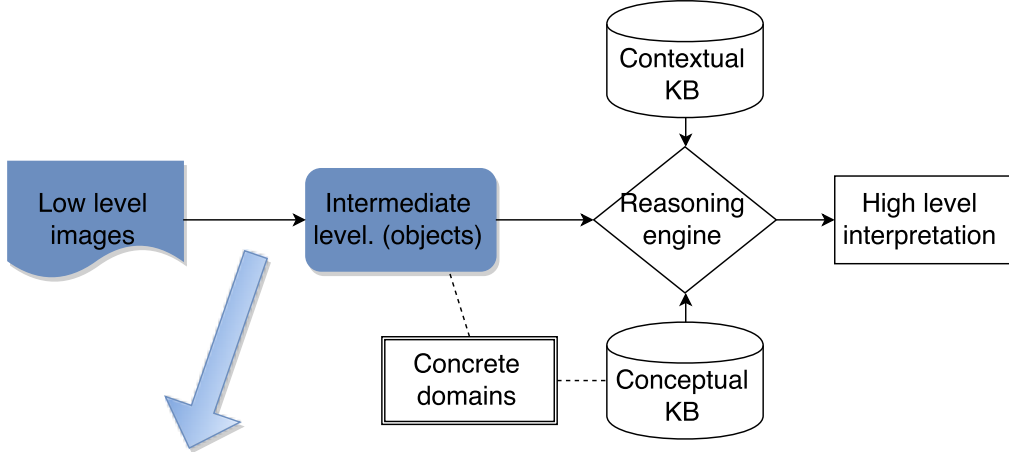 Contextual
KB
Low level
images
Intermediate
level. (objects)
Reasoning
engine
High level
interpretation
Concrete
domains
Conceptual
KB